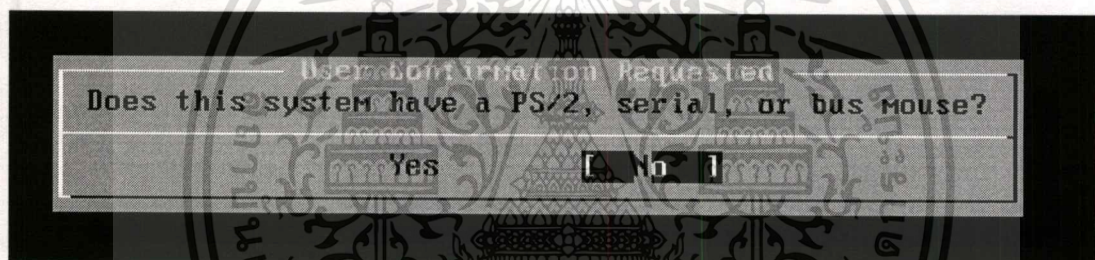 User Confirmation Requested
Does this system have a PS/2, serial, or bus mouse?
Yes [ No ]